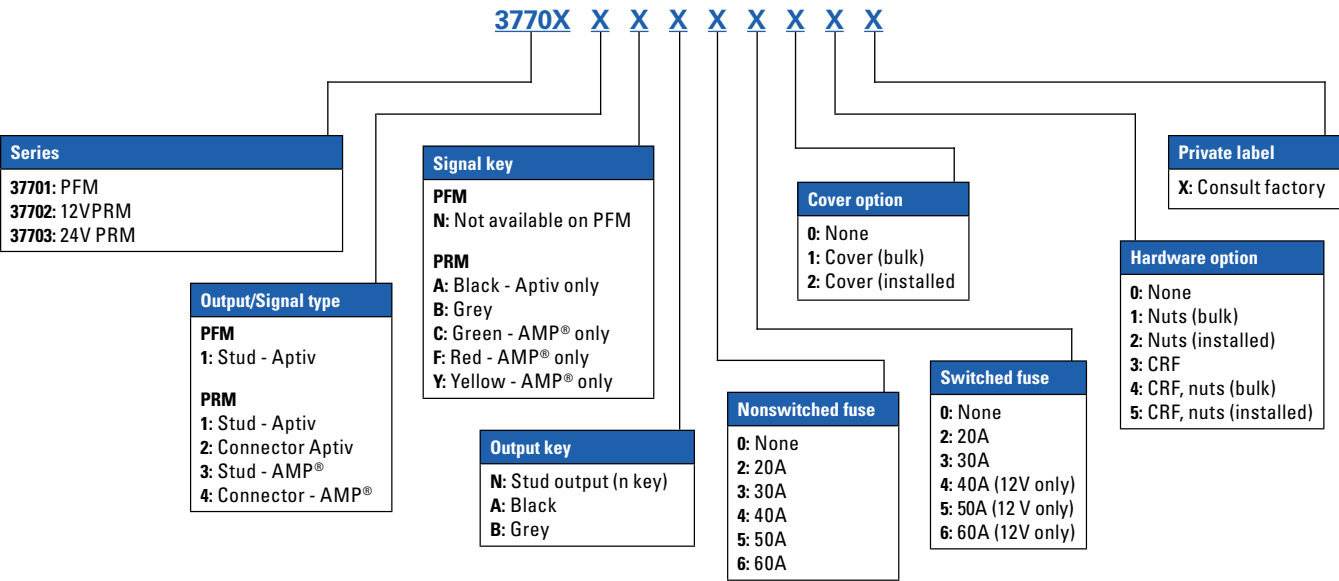 3770X X X X X X X X X
Series
37701: PFM
37702: 12VPRM
37703: 24V PRM
Output/Signal type
PFM
1: Stud - Aptiv
PRM
1: Stud - Aptiv
2: Connector Aptiv
3: Stud - AMP®
4: Connector - AMP®
Signal key
PFM
N: Not available on PFM
PRM
A: Black - Aptiv only
B: Grey
C: Green - AMP® only
F: Red - AMP® only
Y: Yellow - AMP® only
Output key
N: Stud output (n key)
A: Black
B: Grey
Nonswitched fuse
0: None
2: 20A
3: 30A
4: 40A
5: 50A
6: 60A
Switched fuse
0: None
2: 20A
3: 30A
4: 40A (12V only)
5: 50A (12 V only)
6: 60A (12V only)
Cover option
0: None
1: Cover (bulk)
2: Cover (installed
Hardware option
0: None
1: Nuts (bulk)
2: Nuts (installed)
3: CRF
4: CRF, nuts (bulk)
5: CRF, nuts (installed)
Private label
X: Consult factory